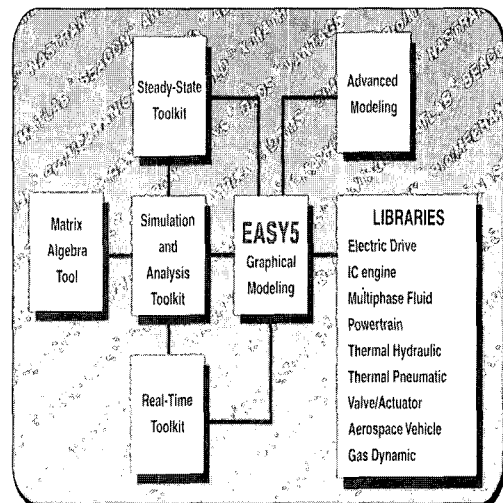 Steady-State
Toolkit
Advanced
Modeling
Matrix
Algebra
Tool
Simulation
and
Analysis
Toolkit
EASY5
Graphical
Modeling
LIBRARIES
Electric Drive
IC engine
Multiphase Fluid
Powertrain
Thermal Hydraulic
Thermal Pneumatic
Valve/Actuator
Aerospace Vehicle
Gas Dynamic
Real-Time
Toolkit